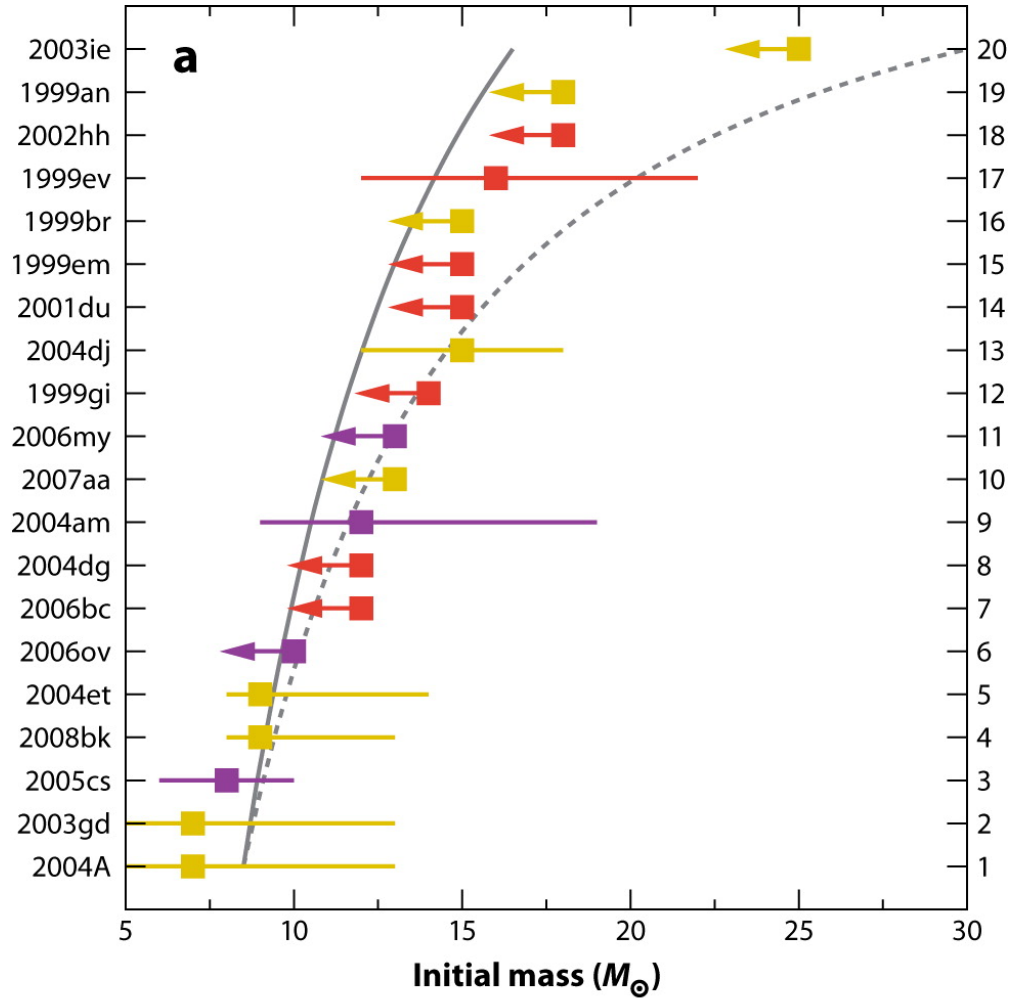 a
2003ie 20
1999an 19
2002hh 18
1999ev 17
1999br 16
1999em 15
2001du 14
2004dj 13
1999gi 12
2006my 11
2007aa 10
2004am 9
2004dg 8
2006bc 7
2006ov 6
2004et 5
2008bk 4
2005cs 3
2003gd 2
2004A 1
5 10 15 20 25 30
Initial mass (M⊙)